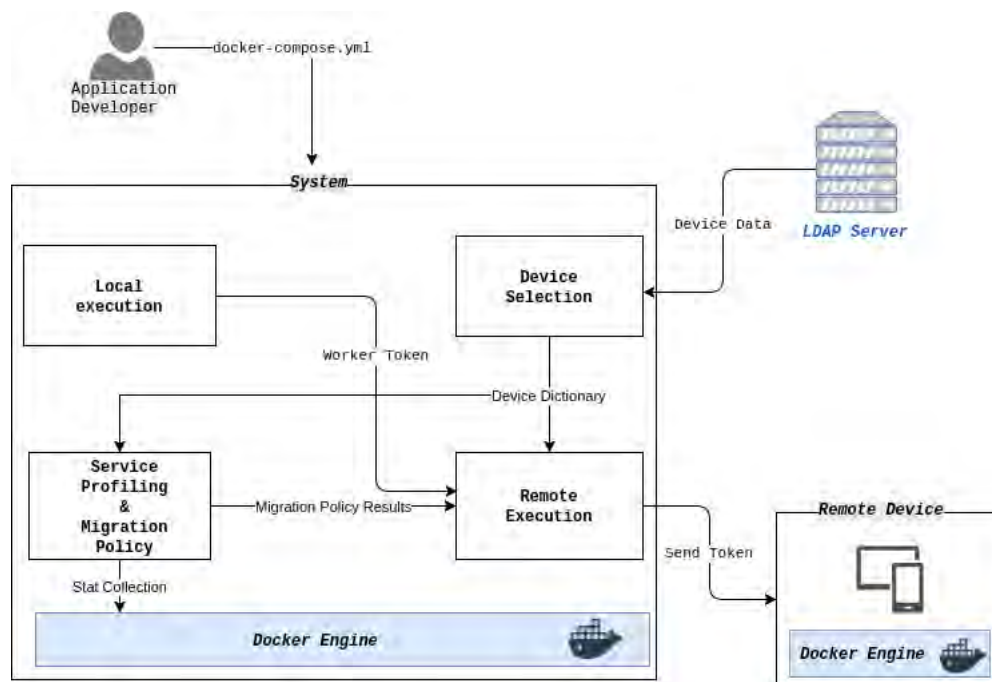 docker-compose.yml
Application
Developer
System
Device Data
LDAP Server
Local
execution
Device
Selection
Worker Token
Device Dictionary
Service
Profiling
&
Migration
Policy
Migration Policy Results
Remote
Execution
Remote Device
Send Token
Stat Collection
Docker Engine
Docker Engine